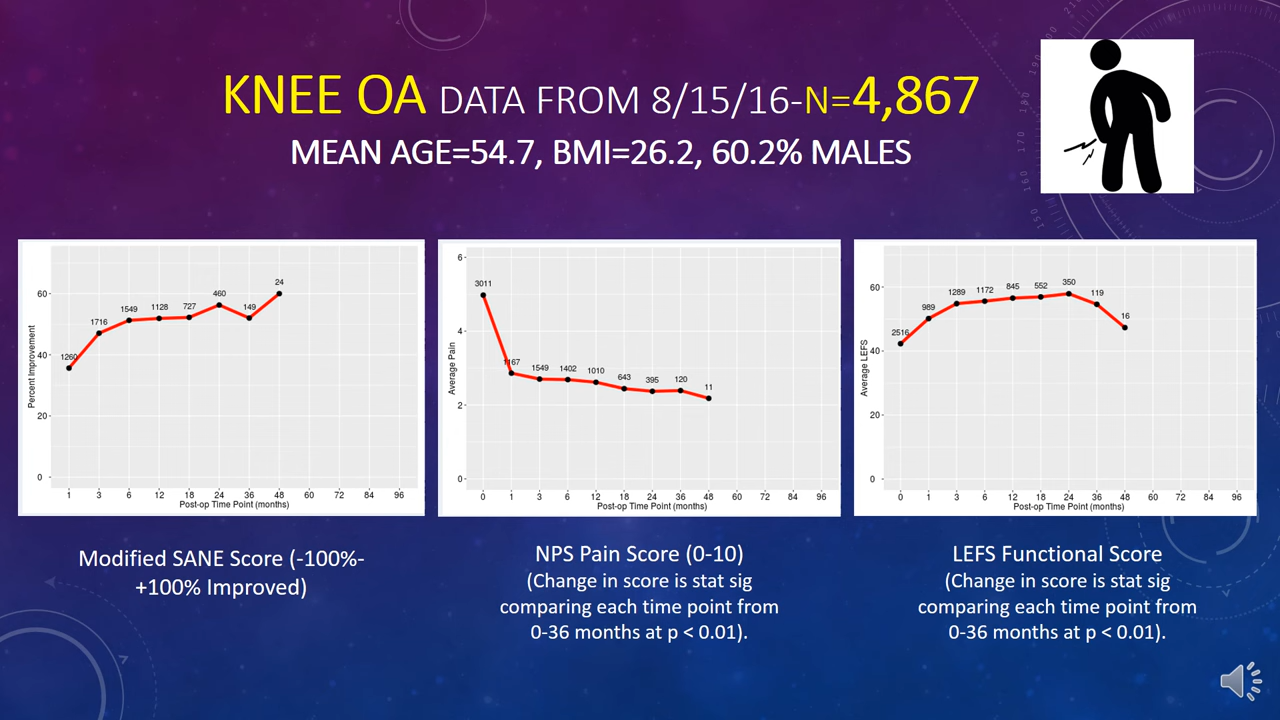 KNEE OA DATA FROM 8/15/16-N=4,867
MEAN AGE=54.7, BMI=26.2, 60.2% MALES
Percent Improvement
60
40
20
0
1260
1716
1549
1128
727
460
149
24
1 3 6 12 18 24 36 48 60 72 84 96
Post-op Time Point (months)
Modified SANE Score (-100%-
+100% Improved)
Average Pain
6
4
2
0
3011
1167
1549
1402
1010
643
395
120
11
0 1 3 6 12 18 24 36 48 60 72 84 96
Post-op Time Point (months)
NPS Pain Score (0-10)
(Change in score is stat sig
comparing each time point from
0-36 months at p < 0.01).
Average LEFS
60
40
20
0
2516
989
1289
1172
845
552
350
119
16
0 1 3 6 12 18 24 36 48 60 72 84 96
Post-op Time Point (months)
LEFS Functional Score
(Change in score is stat sig
comparing each time point from
0-36 months at p < 0.01).